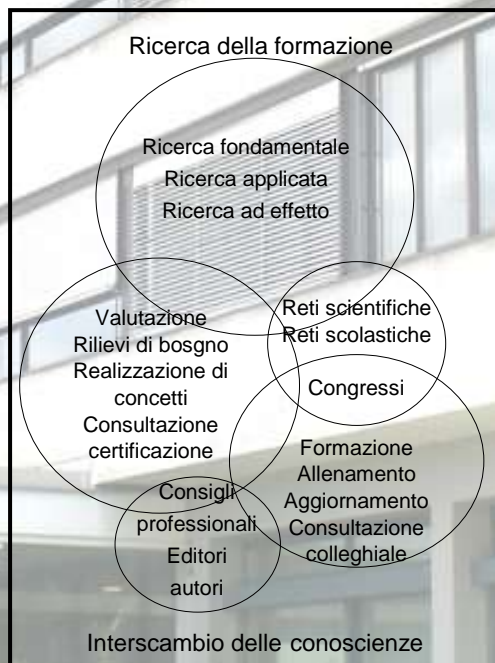 Ricerca della formazione
Ricerca fondamentale
Ricerca applicata
Ricerca ad effetto
Valutazione
Rilievi di bosgno
Realizzazione di
concetti
Consultazione
certificazione
Reti scientifiche
Reti scolastiche
Congressi
Formazione
Allenamento
Aggiornamento
Consultazione
colleghiale
Consigli
professionali
Editori
autori
Interscambio delle conoscienze